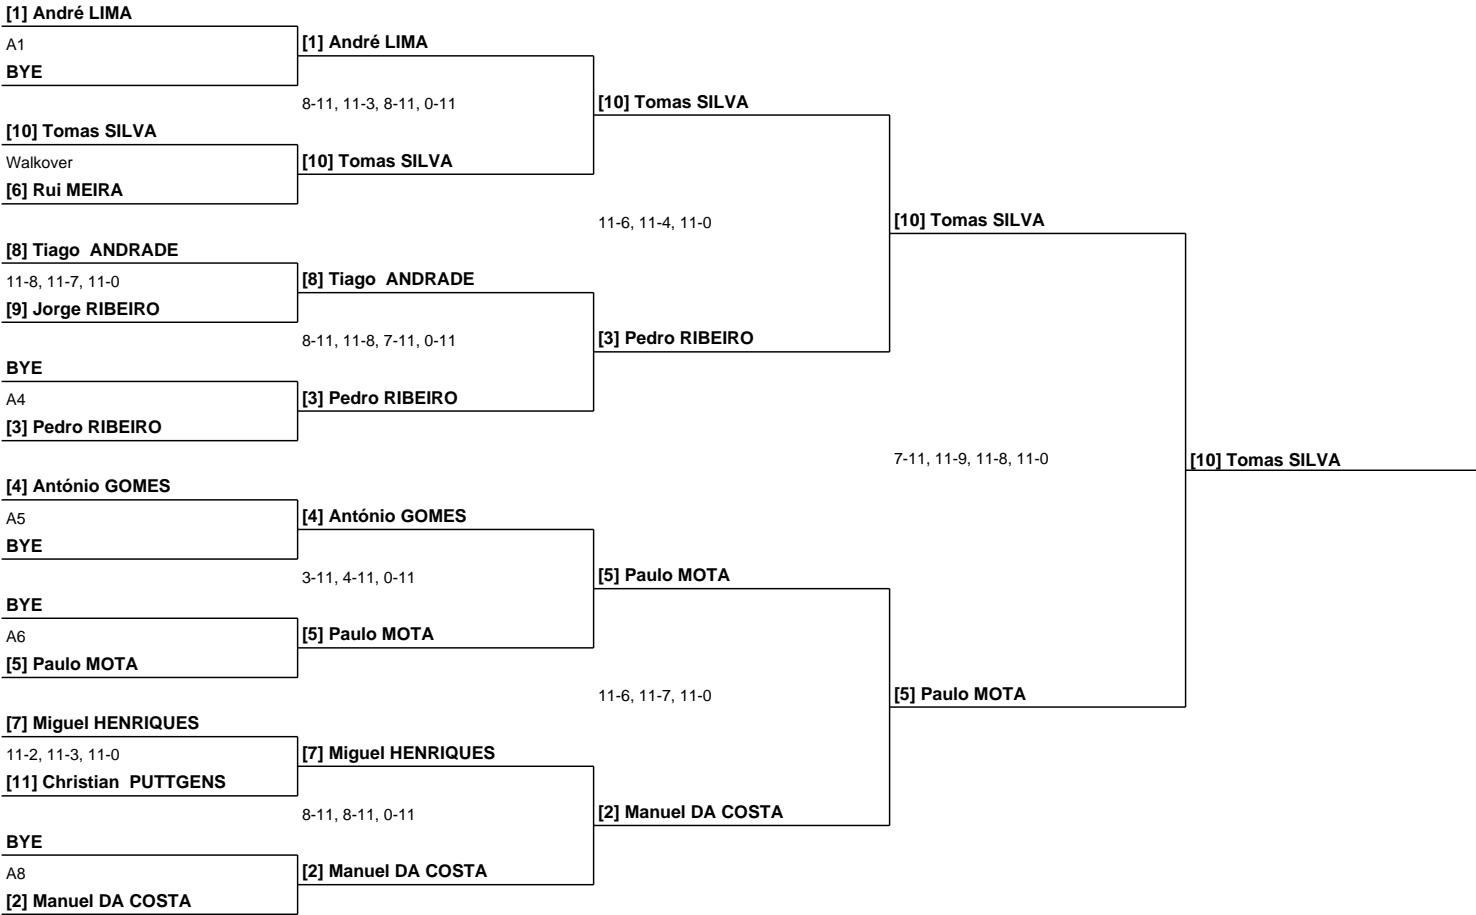 [1] André LIMA
A1
BYE
[10] Tomas SILVA
Walkover
[6] Rui MEIRA
[8] Tiago  ANDRADE
11-8, 11-7, 11-0
[9] Jorge RIBEIRO
BYE
A4
[3] Pedro RIBEIRO
[4] António GOMES
A5
BYE
BYE
A6
[5] Paulo MOTA
[7] Miguel HENRIQUES
11-2, 11-3, 11-0
[11] Christian  PUTTGENS
BYE
A8
[2] Manuel DA COSTA
[1] André LIMA
8-11, 11-3, 8-11, 0-11
[10] Tomas SILVA
[8] Tiago  ANDRADE
8-11, 11-8, 7-11, 0-11
[3] Pedro RIBEIRO
[4] António GOMES
3-11, 4-11, 0-11
[5] Paulo MOTA
[7] Miguel HENRIQUES
8-11, 8-11, 0-11
[2] Manuel DA COSTA
[10] Tomas SILVA
11-6, 11-4, 11-0
[3] Pedro RIBEIRO
[5] Paulo MOTA
11-6, 11-7, 11-0
[2] Manuel DA COSTA
[10] Tomas SILVA
7-11, 11-9, 11-8, 11-0
[5] Paulo MOTA
[10] Tomas SILVA